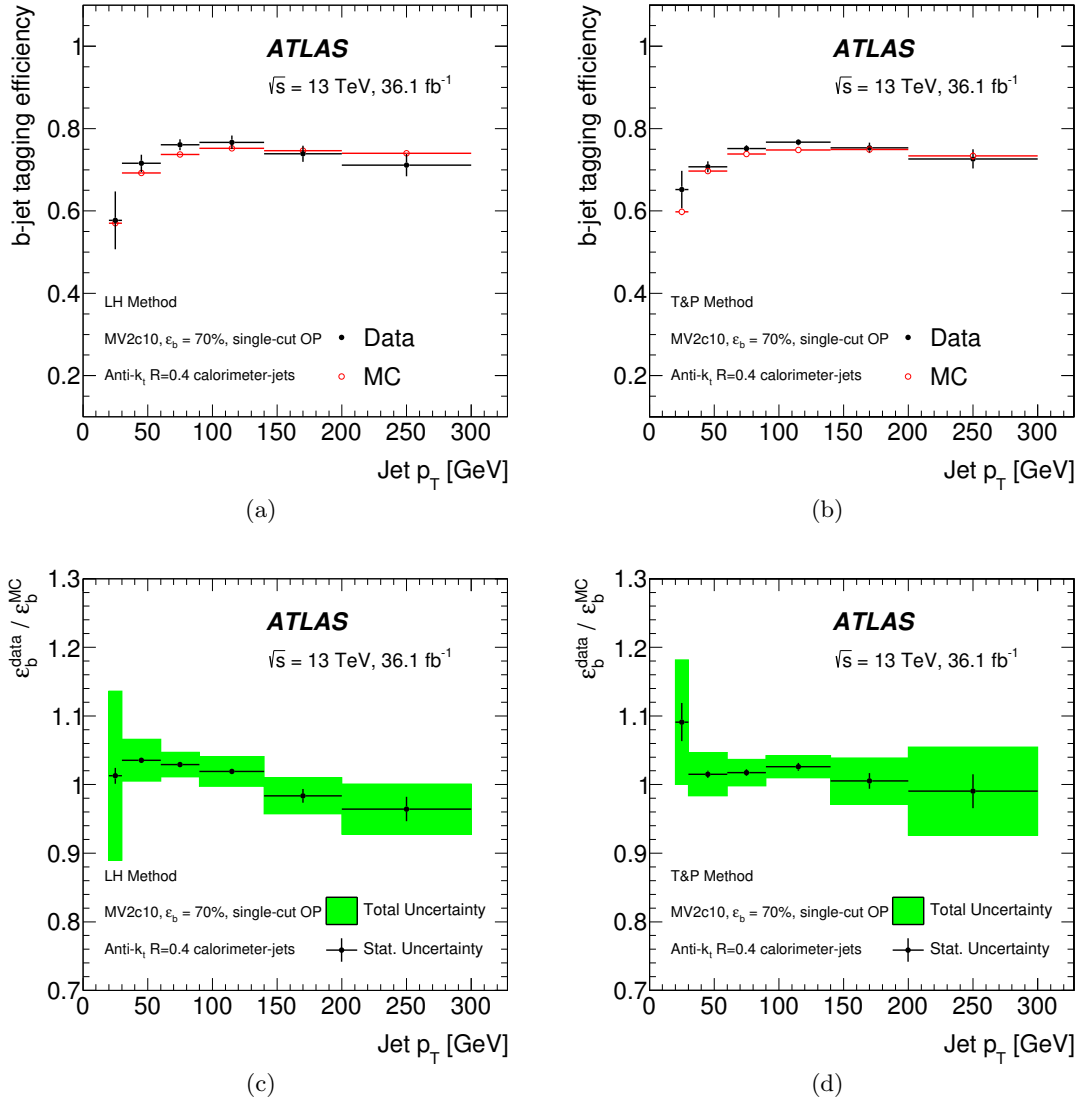 b-jet tagging efficiency
1
0.8
0.6
0.4
0.2
ATLAS
√s = 13 TeV, 36.1 fb⁻¹
LH Method
MV2c10, ε_b = 70%, single-cut OP
Anti-k_t R=0.4 calorimeter-jets
Data
MC
0 50 100 150 200 250 300
Jet p_T [GeV]
(a)
b-jet tagging efficiency
1
0.8
0.6
0.4
0.2
ATLAS
√s = 13 TeV, 36.1 fb⁻¹
T&P Method
MV2c10, ε_b = 70%, single-cut OP
Anti-k_t R=0.4 calorimeter-jets
Data
MC
0 50 100 150 200 250 300
Jet p_T [GeV]
(b)
ε_b^data / ε_b^MC
1.3
1.2
1.1
1
0.9
0.8
0.7
ATLAS
√s = 13 TeV, 36.1 fb⁻¹
LH Method
MV2c10, ε_b = 70%, single-cut OP
Anti-k_t R=0.4 calorimeter-jets
Total Uncertainty
Stat. Uncertainty
0 50 100 150 200 250 300
Jet p_T [GeV]
(c)
ε_b^data / ε_b^MC
1.3
1.2
1.1
1
0.9
0.8
0.7
ATLAS
√s = 13 TeV, 36.1 fb⁻¹
T&P Method
MV2c10, ε_b = 70%, single-cut OP
Anti-k_t R=0.4 calorimeter-jets
Total Uncertainty
Stat. Uncertainty
0 50 100 150 200 250 300
Jet p_T [GeV]
(d)